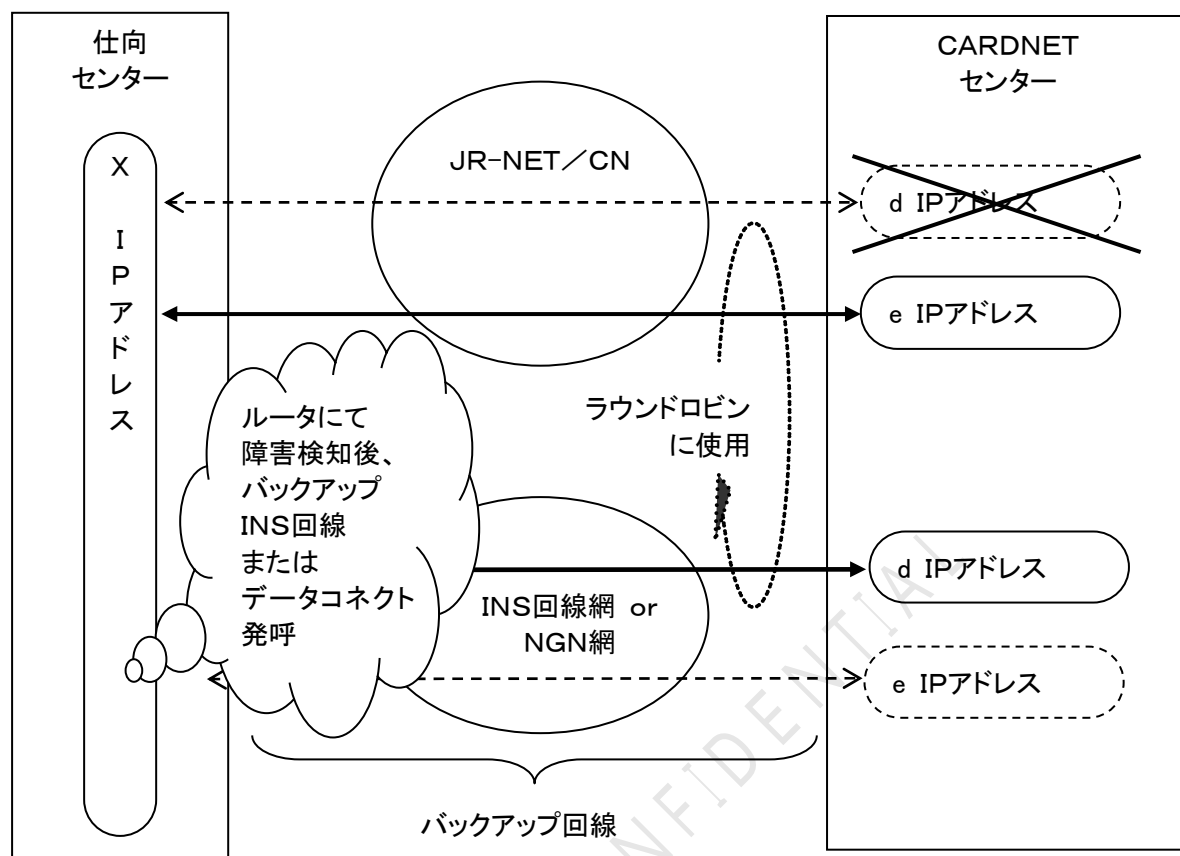 仕向
センター
CARDNET
センター
X IPアドレス
JR-NET/CN
d IPアドレス
e IPアドレス
ラウンドロビン
に使用
ルータにて
障害検知後、
バックアップ
INS回線
または
データコネクト
発呼
INS回線網 or
NGN網
d IPアドレス
e IPアドレス
バックアップ回線
NFIDENTIAL